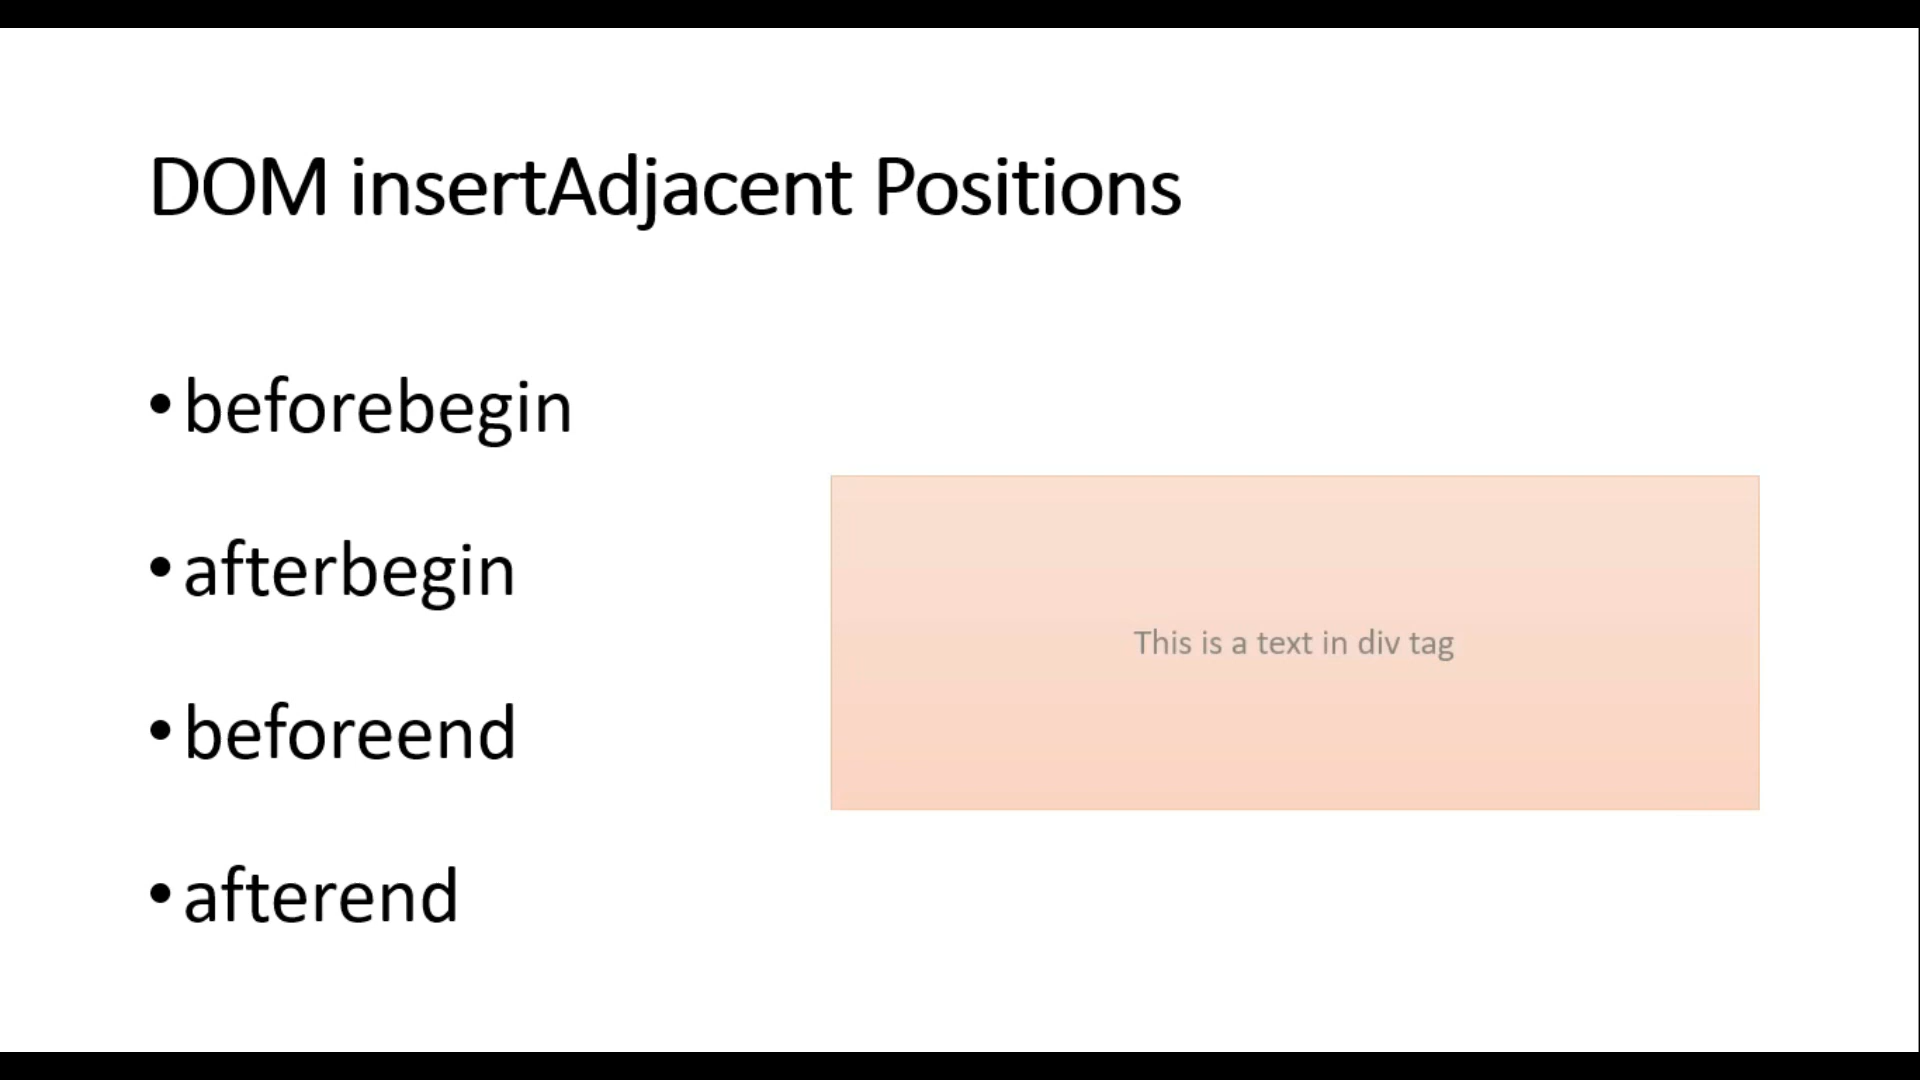 DOM insertAdjacent Positions
•beforebegin
•afterbegin
•beforeend
•afterend
This is a text in div tag